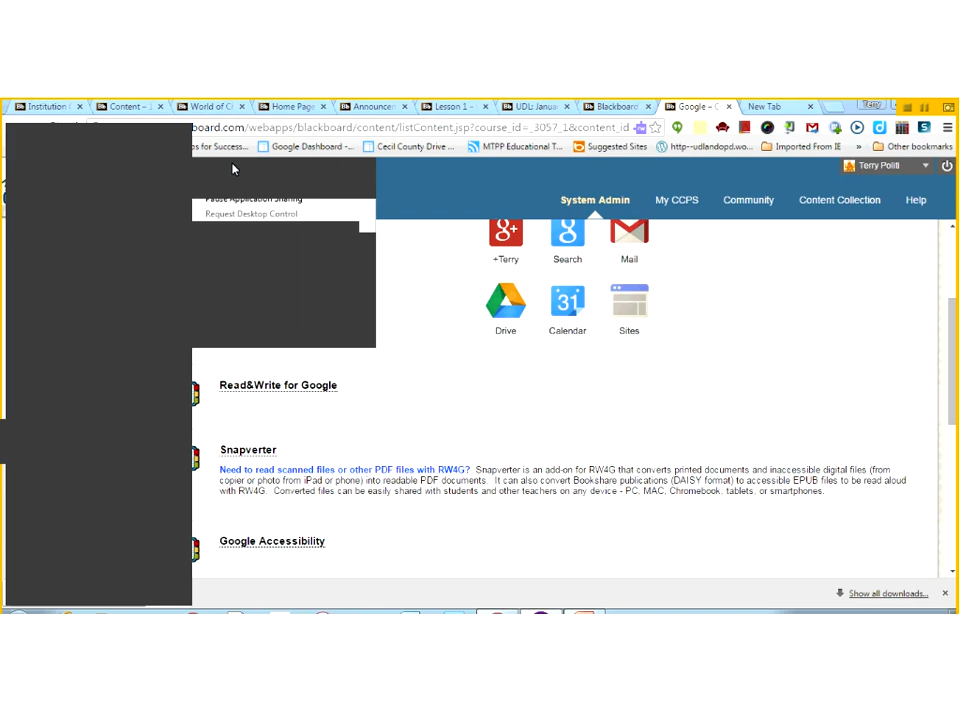 Institution
Content –
World of C
Home Page
Announcem
Lesson 1 –
UDL: Janua
Blackboard
Google – C
New Tab
Terry
board.com/webapps/blackboard/content/listContent.jsp?course_id=_3057_1&content_id
s for Success...
Google Dashboard -...
Cecil County Drive ...
MTPP Educational T...
Suggested Sites
http--udlandopd.wo...
Imported From IE
»
Other bookmarks
Terry Politi
System Admin
My CCPS
Community
Content Collection
Help
Pause Application Sharing
Request Desktop Control
+Terry
Search
Mail
31
Drive
Calendar
Sites
Read&Write for Google
Snapverter
Need to read scanned files or other PDF files with RW4G? Snapverter is an add-on for RW4G that converts printed documents and inaccessible digital files (from
copier or photo from iPad or phone) into readable PDF documents. It can also convert Bookshare publications (DAISY format) to accessible EPUB files to be read aloud
with RW4G. Converted files can be easily shared with students and other teachers on any device - PC, MAC, Chromebook, tablets, or smartphones.
Google Accessibility
Show all downloads...